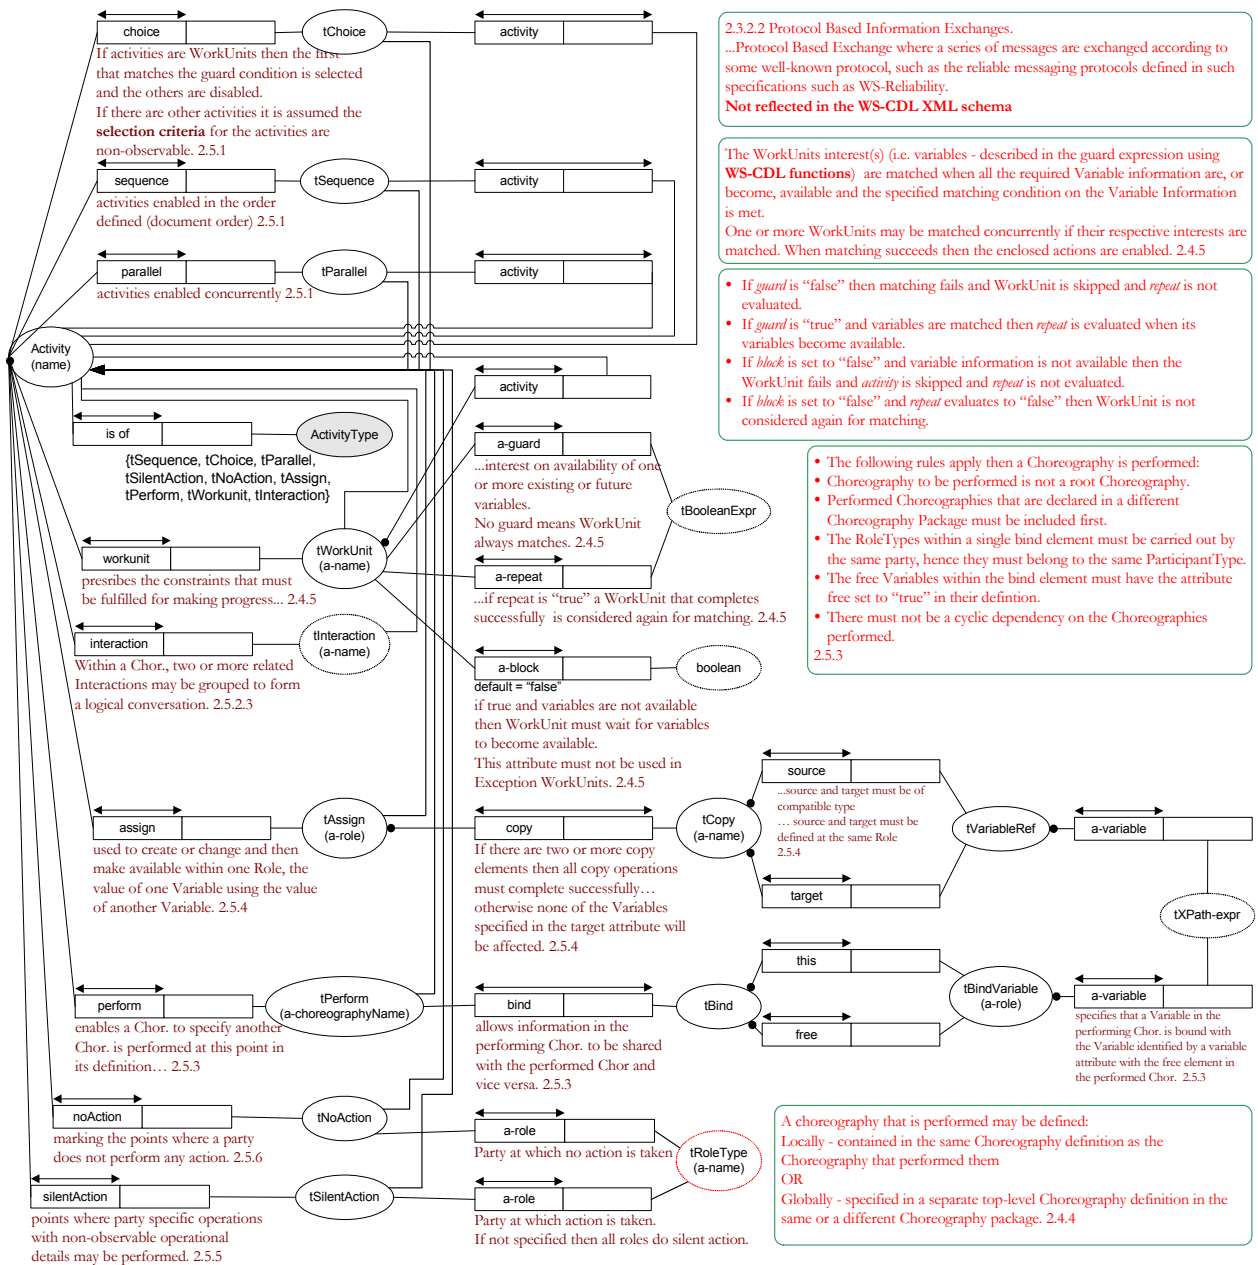 choice
tChoice
activity
If activities are WorkUnits then the first
that matches the guard condition is selected
and the others are disabled.
If there are other activities it is assumed the
selection criteria for the activities are
non-observable. 2.5.1
2.3.2.2 Protocol Based Information Exchanges.
...Protocol Based Exchange where a series of messages are exchanged according to
some well-known protocol, such as the reliable messaging protocols defined in such
specifications such as WS-Reliability.
Not reflected in the WS-CDL XML schema
sequence
tSequence
activity
activities enabled in the order
defined (document order) 2.5.1
The WorkUnits interest(s) (i.e. variables - described in the guard expression using
WS-CDL functions) are matched when all the required Variable information are, or
become, available and the specified matching condition on the Variable Information
is met.
One or more WorkUnits may be matched concurrently if their respective interests are
matched. When matching succeeds then the enclosed actions are enabled. 2.4.5
parallel
tParallel
activity
activities enabled concurrently 2.5.1
• If guard is “false” then matching fails and WorkUnit is skipped and repeat is not
evaluated.
• If guard is “true” and variables are matched then repeat is evaluated when its
variables become available.
• If block is set to “false” and variable information is not available then the
WorkUnit fails and activity is skipped and repeat is not evaluated.
• If block is set to “false” and repeat evaluates to “false” then WorkUnit is not
considered again for matching.
Activity
(name)
activity
is of
ActivityType
{tSequence, tChoice, tParallel,
tSilentAction, tNoAction, tAssign,
tPerform, tWorkunit, tInteraction}
a-guard
...interest on availability of one
or more existing or future
variables.
No guard means WorkUnit
always matches. 2.4.5
tBooleanExpr
• The following rules apply then a Choreography is performed:
• Choreography to be performed is not a root Choreography.
• Performed Choreographies that are declared in a different
Choreography Package must be included first.
• The RoleTypes within a single bind element must be carried out by
the same party, hence they must belong to the same ParticipantType.
• The free Variables within the bind element must have the attribute
free set to “true” in their defintion.
• There must not be a cyclic dependency on the Choreographies
performed.
2.5.3
workunit
tWorkUnit
(a-name)
presribes the constraints that must
be fulfilled for making progress... 2.4.5
a-repeat
...if repeat is “true” a WorkUnit that completes
successfully is considered again for matching. 2.4.5
interaction
tInteraction
(a-name)
Within a Chor., two or more related
Interactions may be grouped to form
a logical conversation. 2.5.2.3
a-block
boolean
default = “false”
if true and variables are not available
then WorkUnit must wait for variables
to become available.
This attribute must not be used in
Exception WorkUnits. 2.4.5
assign
tAssign
(a-role)
used to create or change and then
make available within one Role, the
value of one Variable using the value
of another Variable. 2.5.4
copy
If there are two or more copy
elements then all copy operations
must complete successfully…
otherwise none of the Variables
specified in the target attribute will
be affected. 2.5.4
tCopy
(a-name)
source
...source and target must be of
compatible type
… source and target must be
defined at the same Role
2.5.4
target
tVariableRef
a-variable
tXPath-expr
perform
tPerform
(a-choreographyName)
enables a Chor. to specify another
Chor. is performed at this point in
its definition… 2.5.3
bind
allows information in the
performing Chor. to be shared
with the performed Chor and
vice versa. 2.5.3
tBind
this
free
tBindVariable
(a-role)
a-variable
specifies that a Variable in the
performing Chor. is bound with
the Variable identified by a variable
attribute with the free element in
the performed Chor. 2.5.3
noAction
tNoAction
marking the points where a party
does not perform any action. 2.5.6
a-role
Party at which no action is taken
tRoleType
(a-name)
silentAction
tSilentAction
points where party specific operations
with non-observable operational
details may be performed. 2.5.5
a-role
Party at which action is taken.
If not specified then all roles do silent action.
A choreography that is performed may be defined:
Locally - contained in the same Choreography definition as the
Choreography that performed them
OR
Globally - specified in a separate top-level Choreography definition in the
same or a different Choreography package. 2.4.4